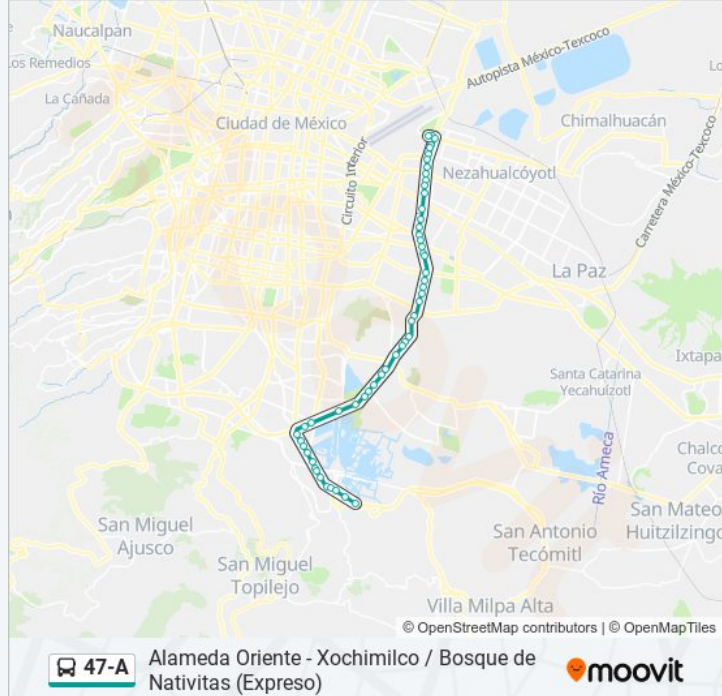 Naucalpan
Los Remedios
La Cañada
Ciudad de México
Autopista México-Texcoco
Chimalhuacán
Circuito Interior
Nezahualcóyotl
Carretera México-Texcoco
La Paz
Ixtapa
Santa Catarina
Yecahuizotl
Río Ameca
Chalco
Cova
San Miguel
Ajusco
San Miguel
Topilejo
San Antonio
Tecómitl
San Mateo
Huitzilzingo
Villa Milpa Alta
© OpenStreetMap contributors | © OpenMapTiles
47-A
Alameda Oriente - Xochimilco / Bosque de
Nativitas (Expreso)
moovit